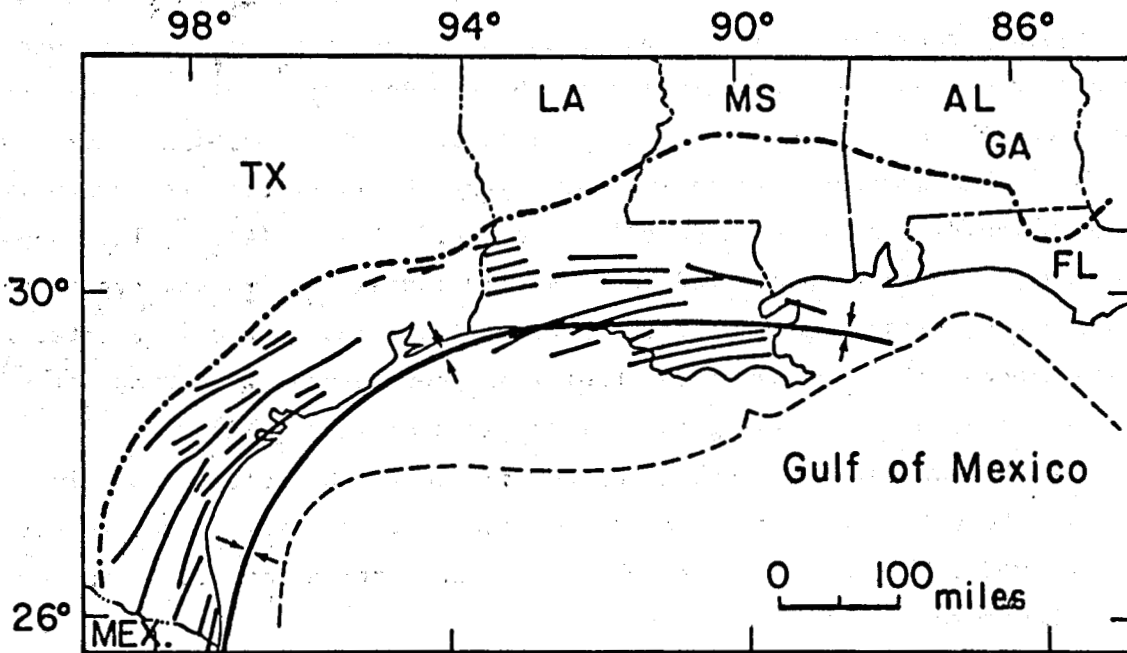 98° 94° 90° 86°
LA MS AL
GA
TX
FL
30°
Gulf of Mexico
0 100 miles
26°
MEX.